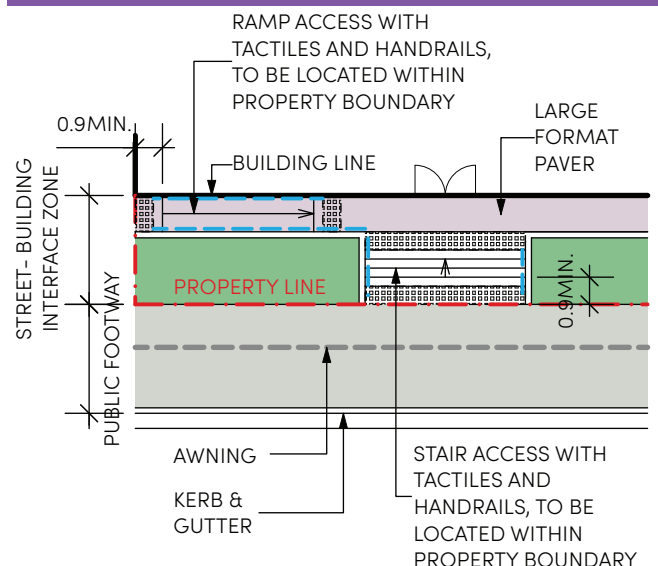 RAMP ACCESS WITH
TACTILES AND HANDRAILS,
TO BE LOCATED WITHIN
PROPERTY BOUNDARY
0.9MIN.
LARGE
FORMAT
PAVER
BUILDING LINE
STREET- BUILDING
INTERFACE ZONE
PROPERTY LINE
0.9MIN.
PUBLIC FOOTWAY
AWNING
KERB &
GUTTER
STAIR ACCESS WITH
TACTILES AND
HANDRAILS, TO BE
LOCATED WITHIN
PROPERTY BOUNDARY